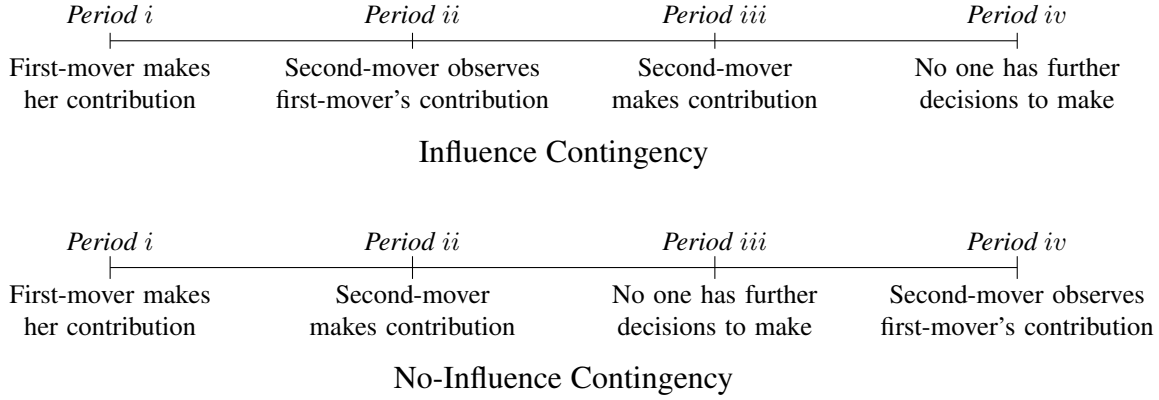 Period i Period ii Period iii Period iv
First-mover makes Second-mover observes Second-mover No one has further
her contribution first-mover's contribution makes contribution decisions to make
Influence Contingency
Period i Period ii Period iii Period iv
First-mover makes Second-mover No one has further Second-mover observes
her contribution makes contribution decisions to make first-mover's contribution
No-Influence Contingency